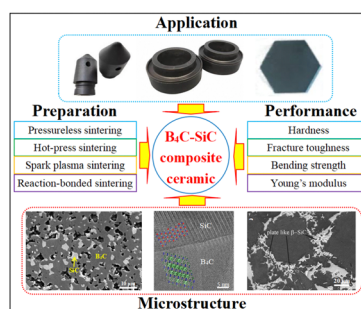 Application
Preparation
Pressureless sintering
Hot-press sintering
Spark plasma sintering
Reaction-bonded sintering
B₄C-SiC
composite
ceramic
Performance
Hardness
Fracture toughness
Bending strength
Young's modulus
SiC
B₄C
SiC
B₄C
plate like β-SiC
Microstructure